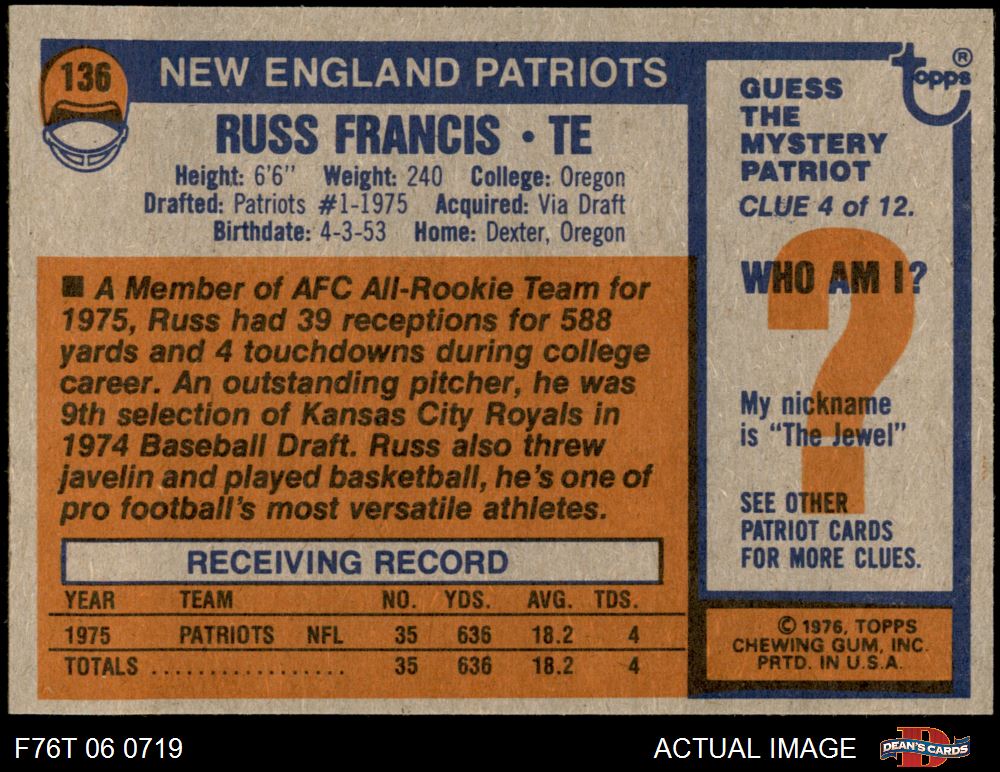 136
NEW ENGLAND PATRIOTS
RUSS FRANCIS • TE
Height: 6'6" Weight: 240 College: Oregon
Drafted: Patriots #1-1975 Acquired: Via Draft
Birthdate: 4-3-53 Home: Dexter, Oregon
■ A Member of AFC All-Rookie Team for
1975, Russ had 39 receptions for 588
yards and 4 touchdowns during college
career. An outstanding pitcher, he was
9th selection of Kansas City Royals in
1974 Baseball Draft. Russ also threw
javelin and played basketball, he's one of
pro football's most versatile athletes.
RECEIVING RECORD
YEAR TEAM NO. YDS. AVG. TDS.
1975 PATRIOTS NFL 35 636 18.2 4
TOTALS ................. 35 636 18.2 4
topps ®
GUESS
THE
MYSTERY
PATRIOT
CLUE 4 of 12.
?
WHO AM I?
My nickname
is "The Jewel"
SEE OTHER
PATRIOT CARDS
FOR MORE CLUES.
© 1976, TOPPS
CHEWING GUM, INC.
PRTD. IN U.S.A.
F76T 06 0719
ACTUAL IMAGE
D
DEAN'S CARDS